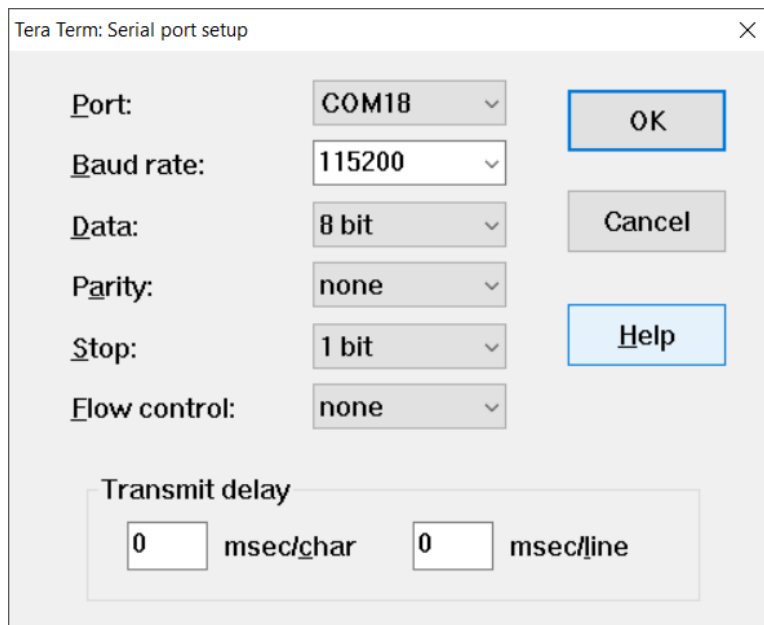 Tera Term: Serial port setup
Port: COM18
OK
Baud rate: 115200
Data: 8 bit
Cancel
Parity: none
Help
Stop: 1 bit
Flow control: none
Transmit delay
0 msec/char 0 msec/line